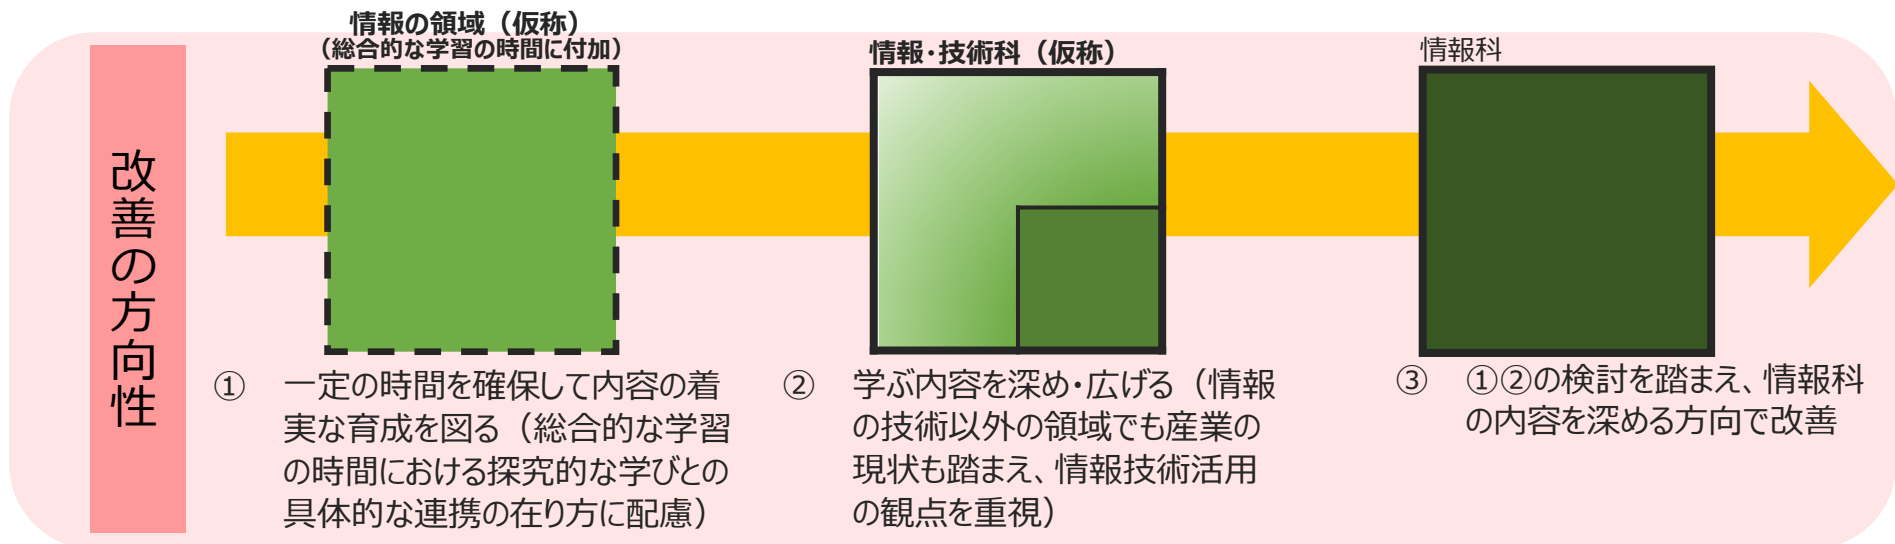 改善の方向性
情報の領域（仮称）
（総合的な学習の時間に付加）
① 一定の時間を確保して内容の着
実な育成を図る（総合的な学習
の時間における探究的な学びとの
具体的な連携の在り方に配慮）
情報・技術科（仮称）
② 学ぶ内容を深め・広げる（情報
の技術以外の領域でも産業の
現状も踏まえ、情報技術活用
の観点を重視）
情報科
③ ①②の検討を踏まえ、情報科
の内容を深める方向で改善